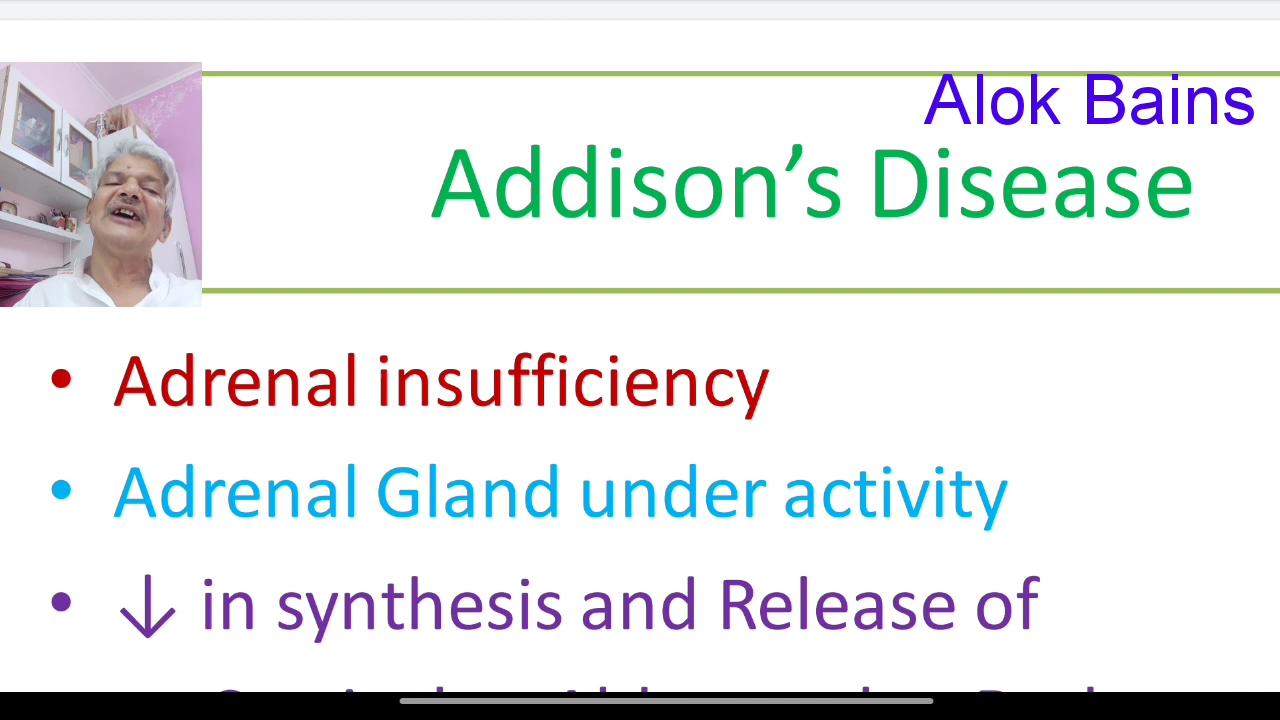 Alok Bains
Addison’s Disease
• Adrenal insufficiency
• Adrenal Gland under activity
• ↓ in synthesis and Release of